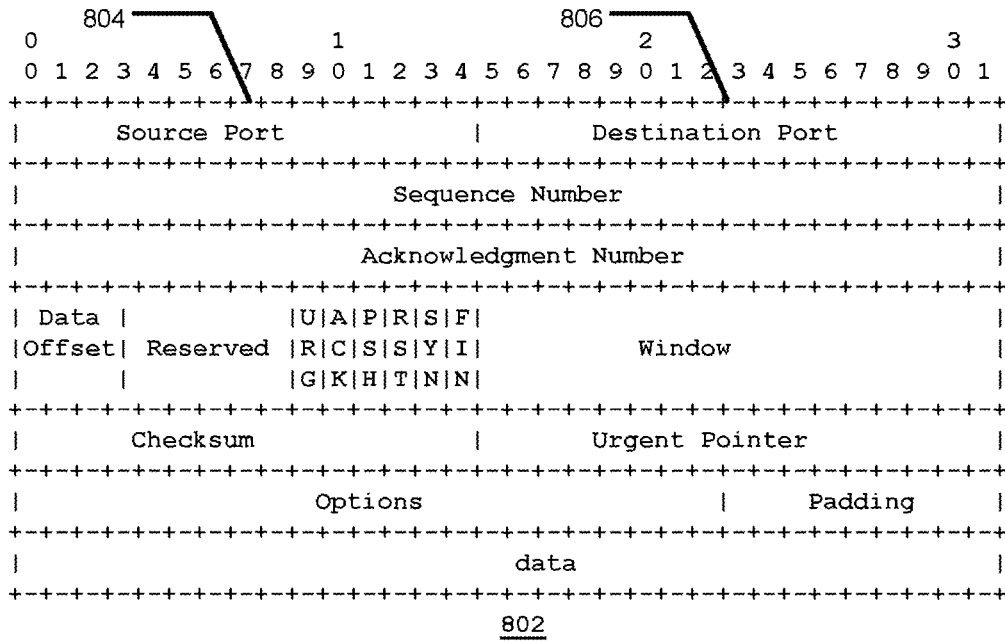 804 806
0 1 2 3
0 1 2 3 4 5 6 7 8 9 0 1 2 3 4 5 6 7 8 9 0 1 2 3 4 5 6 7 8 9 0 1
+-+-+-+-+-+-+-+-+-+-+-+-+-+-+-+-+-+-+-+-+-+-+-+-+-+-+-+-+-+-+-+-+
| Source Port | Destination Port |
+-+-+-+-+-+-+-+-+-+-+-+-+-+-+-+-+-+-+-+-+-+-+-+-+-+-+-+-+-+-+-+-+
| Sequence Number |
+-+-+-+-+-+-+-+-+-+-+-+-+-+-+-+-+-+-+-+-+-+-+-+-+-+-+-+-+-+-+-+-+
| Acknowledgment Number |
+-+-+-+-+-+-+-+-+-+-+-+-+-+-+-+-+-+-+-+-+-+-+-+-+-+-+-+-+-+-+-+-+
| Data | |U|A|P|R|S|F| |
|Offset| Reserved |R|C|S|S|Y|I| Window |
| | |G|K|H|T|N|N| |
+-+-+-+-+-+-+-+-+-+-+-+-+-+-+-+-+-+-+-+-+-+-+-+-+-+-+-+-+-+-+-+-+
| Checksum | Urgent Pointer |
+-+-+-+-+-+-+-+-+-+-+-+-+-+-+-+-+-+-+-+-+-+-+-+-+-+-+-+-+-+-+-+-+
| Options | Padding |
+-+-+-+-+-+-+-+-+-+-+-+-+-+-+-+-+-+-+-+-+-+-+-+-+-+-+-+-+-+-+-+-+
| data |
+-+-+-+-+-+-+-+-+-+-+-+-+-+-+-+-+-+-+-+-+-+-+-+-+-+-+-+-+-+-+-+-+
802